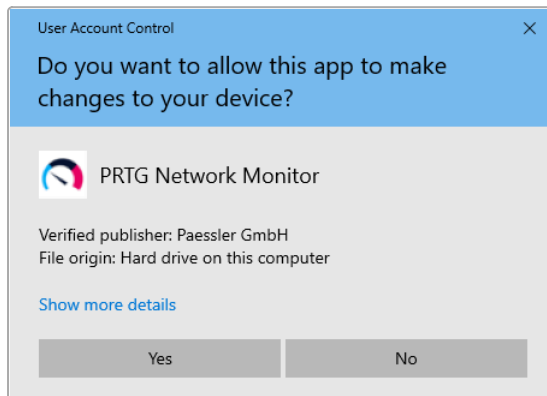 User Account Control
Do you want to allow this app to make
changes to your device?
PRTG Network Monitor
Verified publisher: Paessler GmbH
File origin: Hard drive on this computer
Show more details
Yes
No